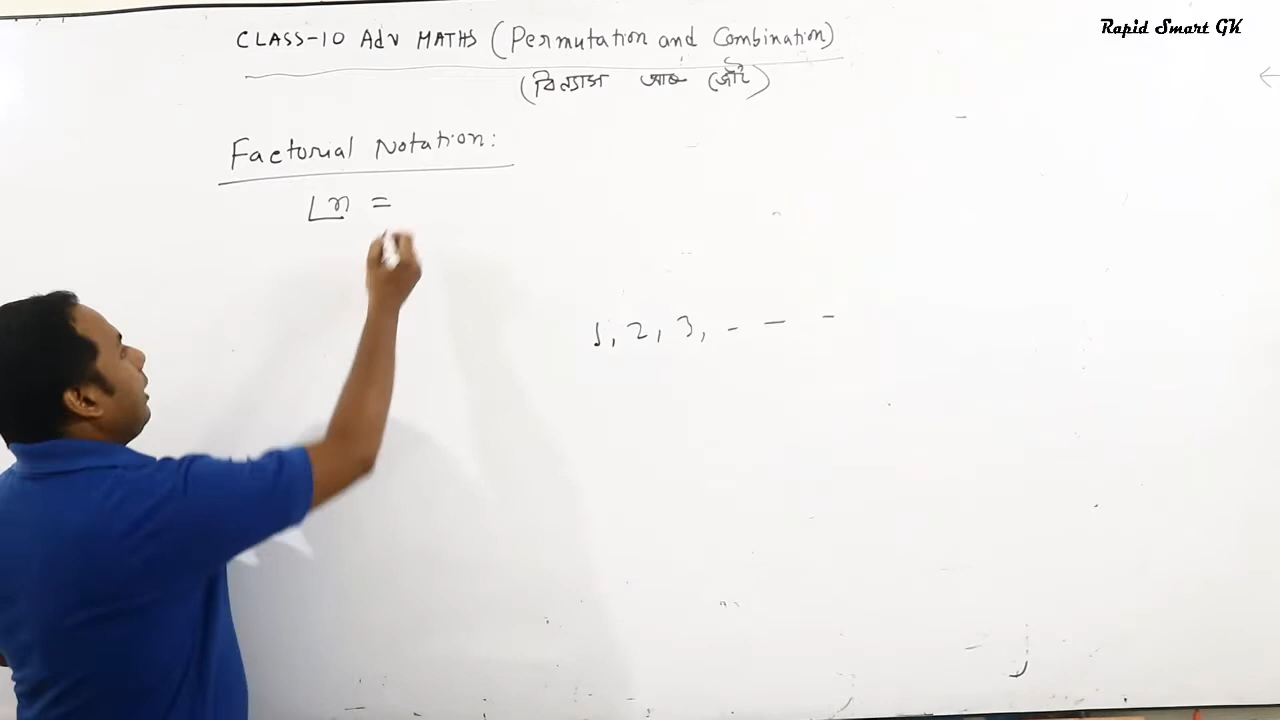 Rapid Smart GK
CLASS-10 Adv MATHS (Permutation and Combination)
(বিন্যাস আৰু জোঁট)
Factorial Notation:
⌊n =
1, 2, 3, - - -